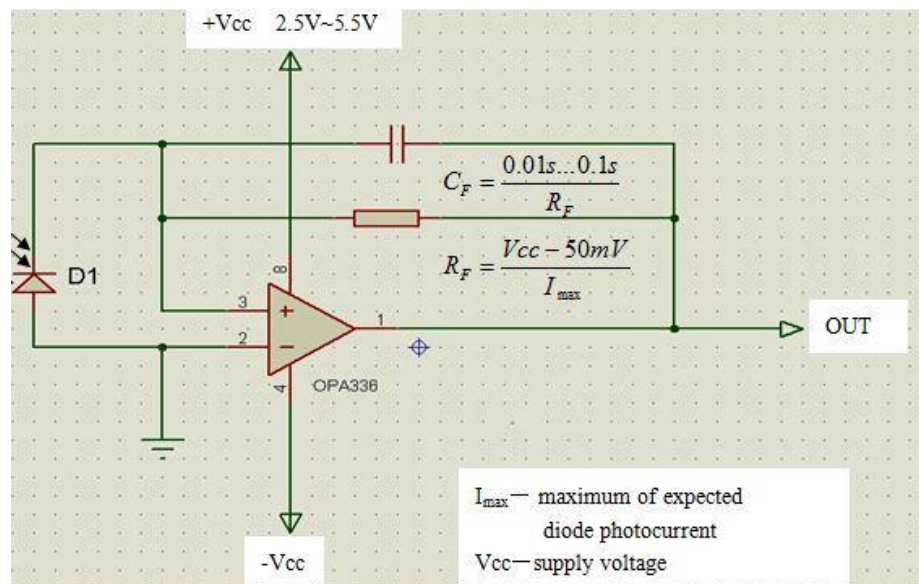 +Vcc 2.5V~5.5V
C_F = 0.01s...0.1s / R_F
R_F = Vcc − 50mV / I_max
D1
8
3
+
2
−
1
4
OPA336
OUT
-Vcc
I_max— maximum of expected
diode photocurrent
Vcc—supply voltage